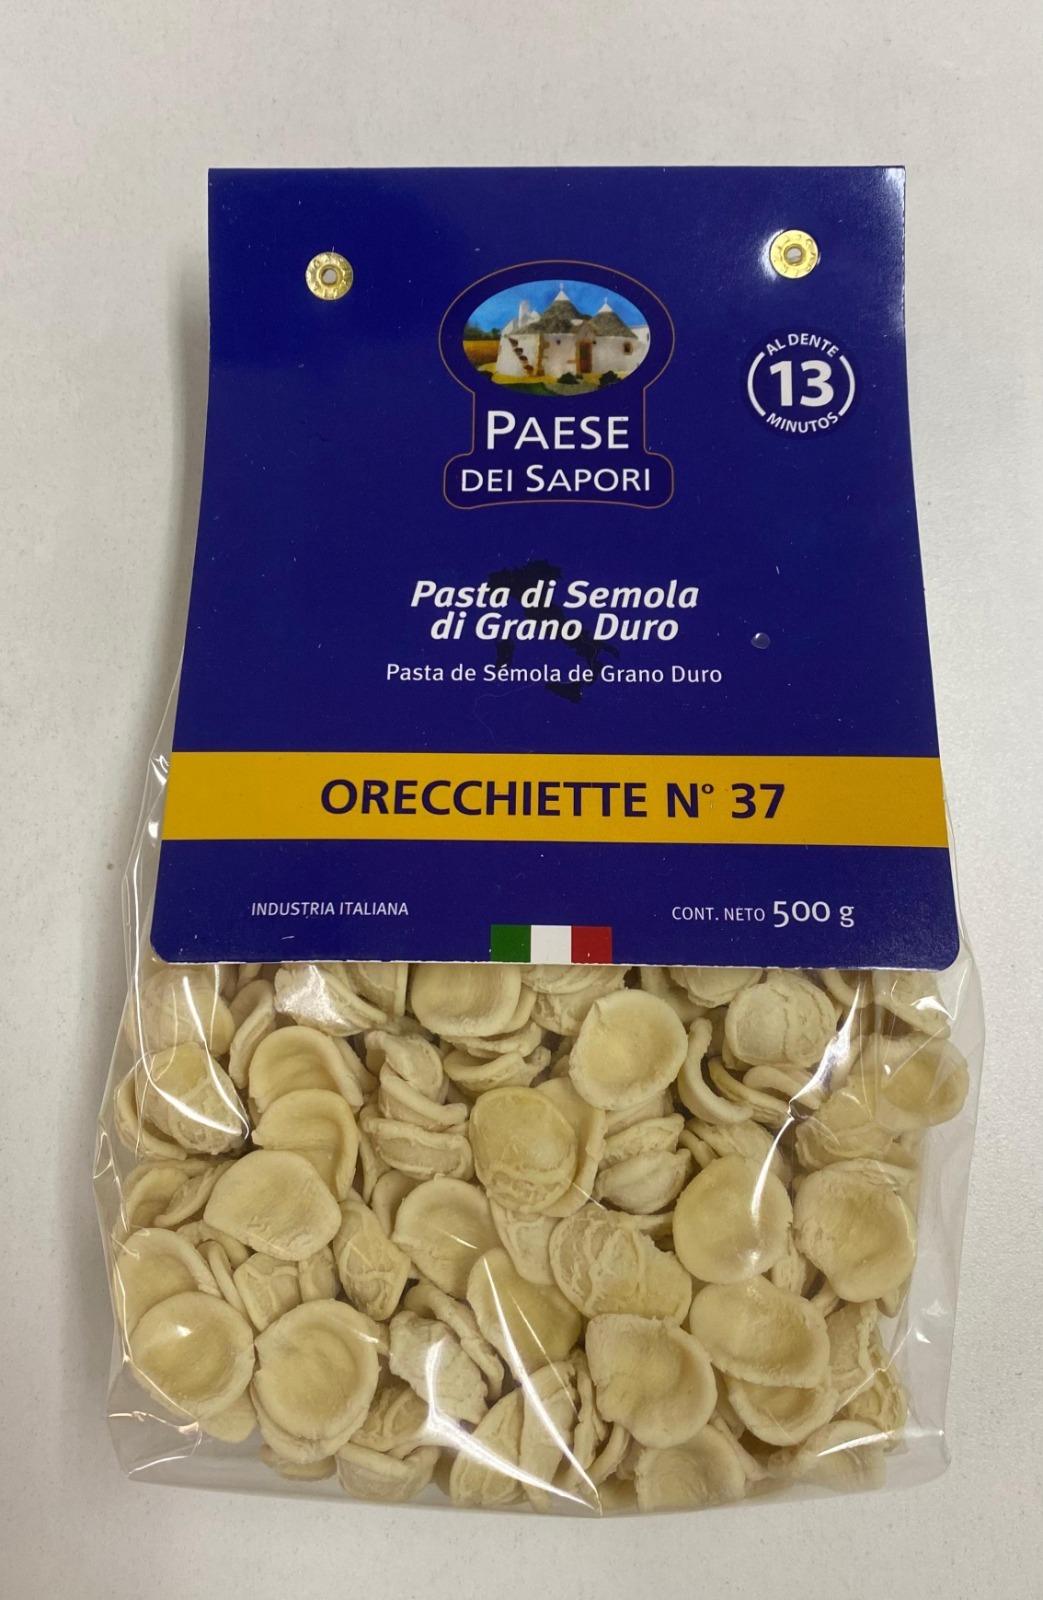 AL DENTE
13
MINUTOS
PAESE
DEI SAPORI
Pasta di Semola
di Grano Duro
Pasta de Sémola de Grano Duro
ORECCHIETTE Nº 37
INDUSTRIA ITALIANA
CONT. NETO 500 g